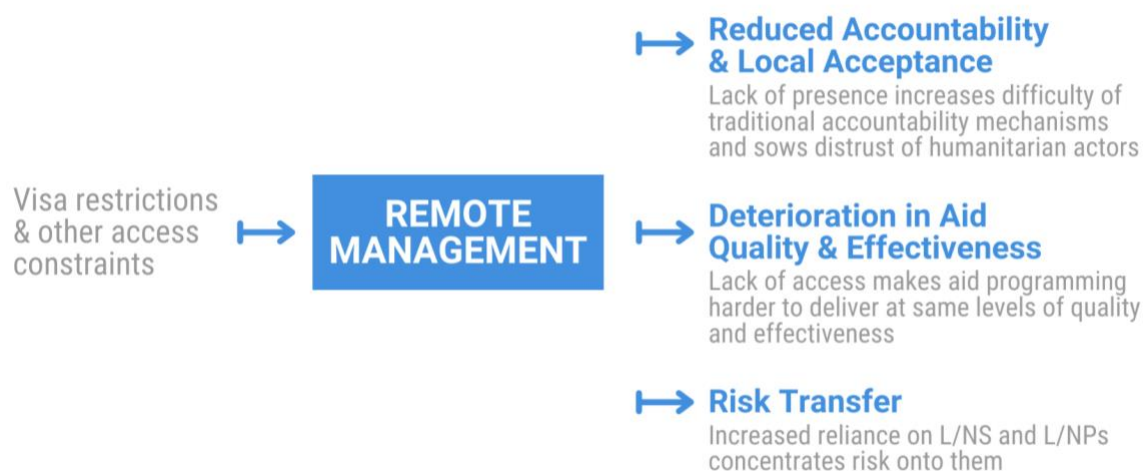 Visa restrictions
& other access
constraints
REMOTE
MANAGEMENT
Reduced Accountability
& Local Acceptance
Lack of presence increases difficulty of
traditional accountability mechanisms
and sows distrust of humanitarian actors
Deterioration in Aid
Quality & Effectiveness
Lack of access makes aid programming
harder to deliver at same levels of quality
and effectiveness
Risk Transfer
Increased reliance on L/NS and L/NPs
concentrates risk onto them